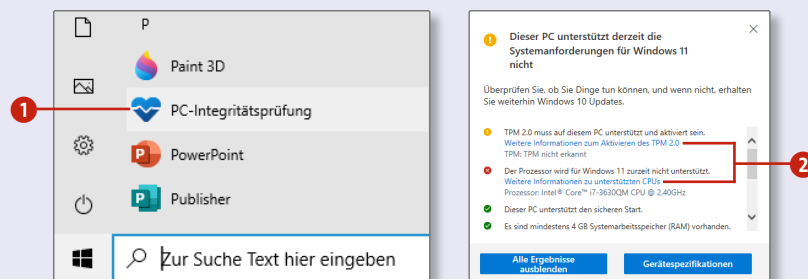 P
Paint 3D
1
PC-Integritätsprüfung
PowerPoint
Publisher
Zur Suche Text hier eingeben
Dieser PC unterstützt derzeit die
Systemanforderungen für Windows 11
nicht
Überprüfen Sie, ob Sie Dinge tun können, und wenn nicht, erhalten
Sie weiterhin Windows 10 Updates.
TPM 2.0 muss auf diesem PC unterstützt und aktiviert sein.
Weitere Informationen zum Aktivieren des TPM 2.0
TPM: TPM nicht erkannt
2
Der Prozessor wird für Windows 11 zurzeit nicht unterstützt.
Weitere Informationen zu unterstützten CPUs
Prozessor: Intel® Core™ i7-3630QM CPU @ 2.40GHz
Dieser PC unterstützt den sicheren Start.
Es sind mindestens 4 GB Systemarbeitsspeicher (RAM) vorhanden.
Alle Ergebnisse
ausblenden
Gerätespezifikationen